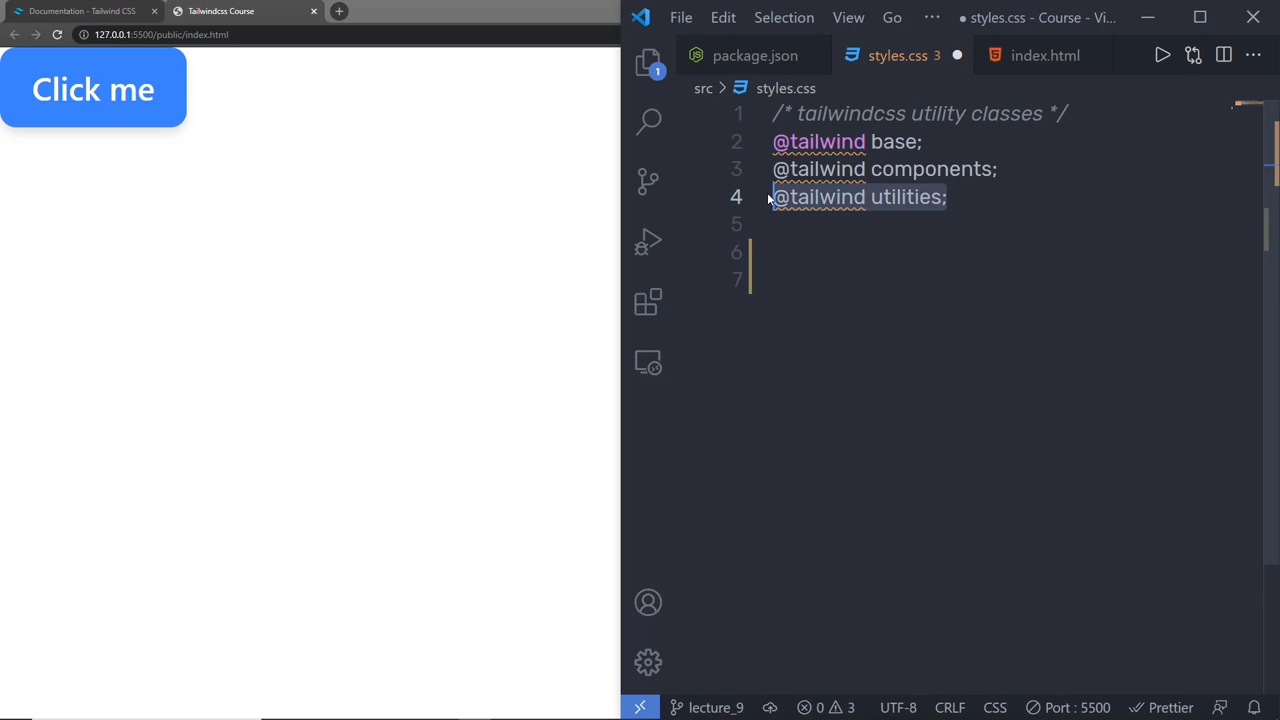 Documentation - Tailwind CSS
Tailwindcss Course
127.0.0.1:5500/public/index.html
Click me
File Edit Selection View Go ··· ● styles.css - Course - Vi...
package.json
styles.css 3
index.html
src > styles.css
1 /* tailwindcss utility classes */
2 @tailwind base;
3 @tailwind components;
4 @tailwind utilities;
5
6
7
1
lecture_9 0 3 UTF-8 CRLF CSS Port : 5500 Prettier